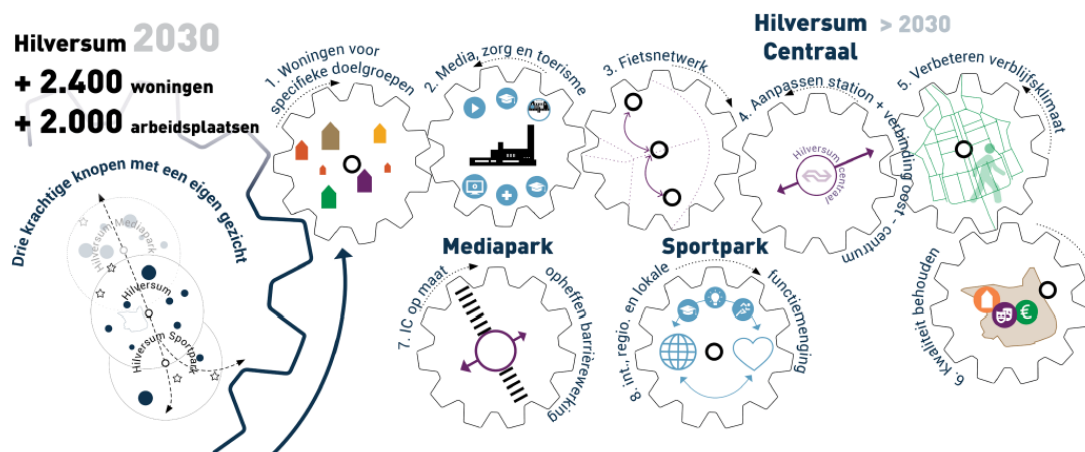 Hilversum 2030
+ 2.400 woningen
+ 2.000 arbeidsplaatsen
Drie krachtige knopen met een eigen gezicht
Hilversum Mediapark
Hilversum
Hilversum Sportpark
1. Woningen voor
specifieke doelgroepen
2. Media, zorg en toerisme
3. Fietsnetwerk
Hilversum > 2030
Centraal
4. Aanpassen station + verbinding oost - centrum
Hilversum
centraal
5. Verbeteren verblijfsklimaat
6. Kwaliteit behouden
€
Mediapark
7. IC op maat
opheffen barrièrewerking
Sportpark
8. int., regio. en lokale
functiemenging